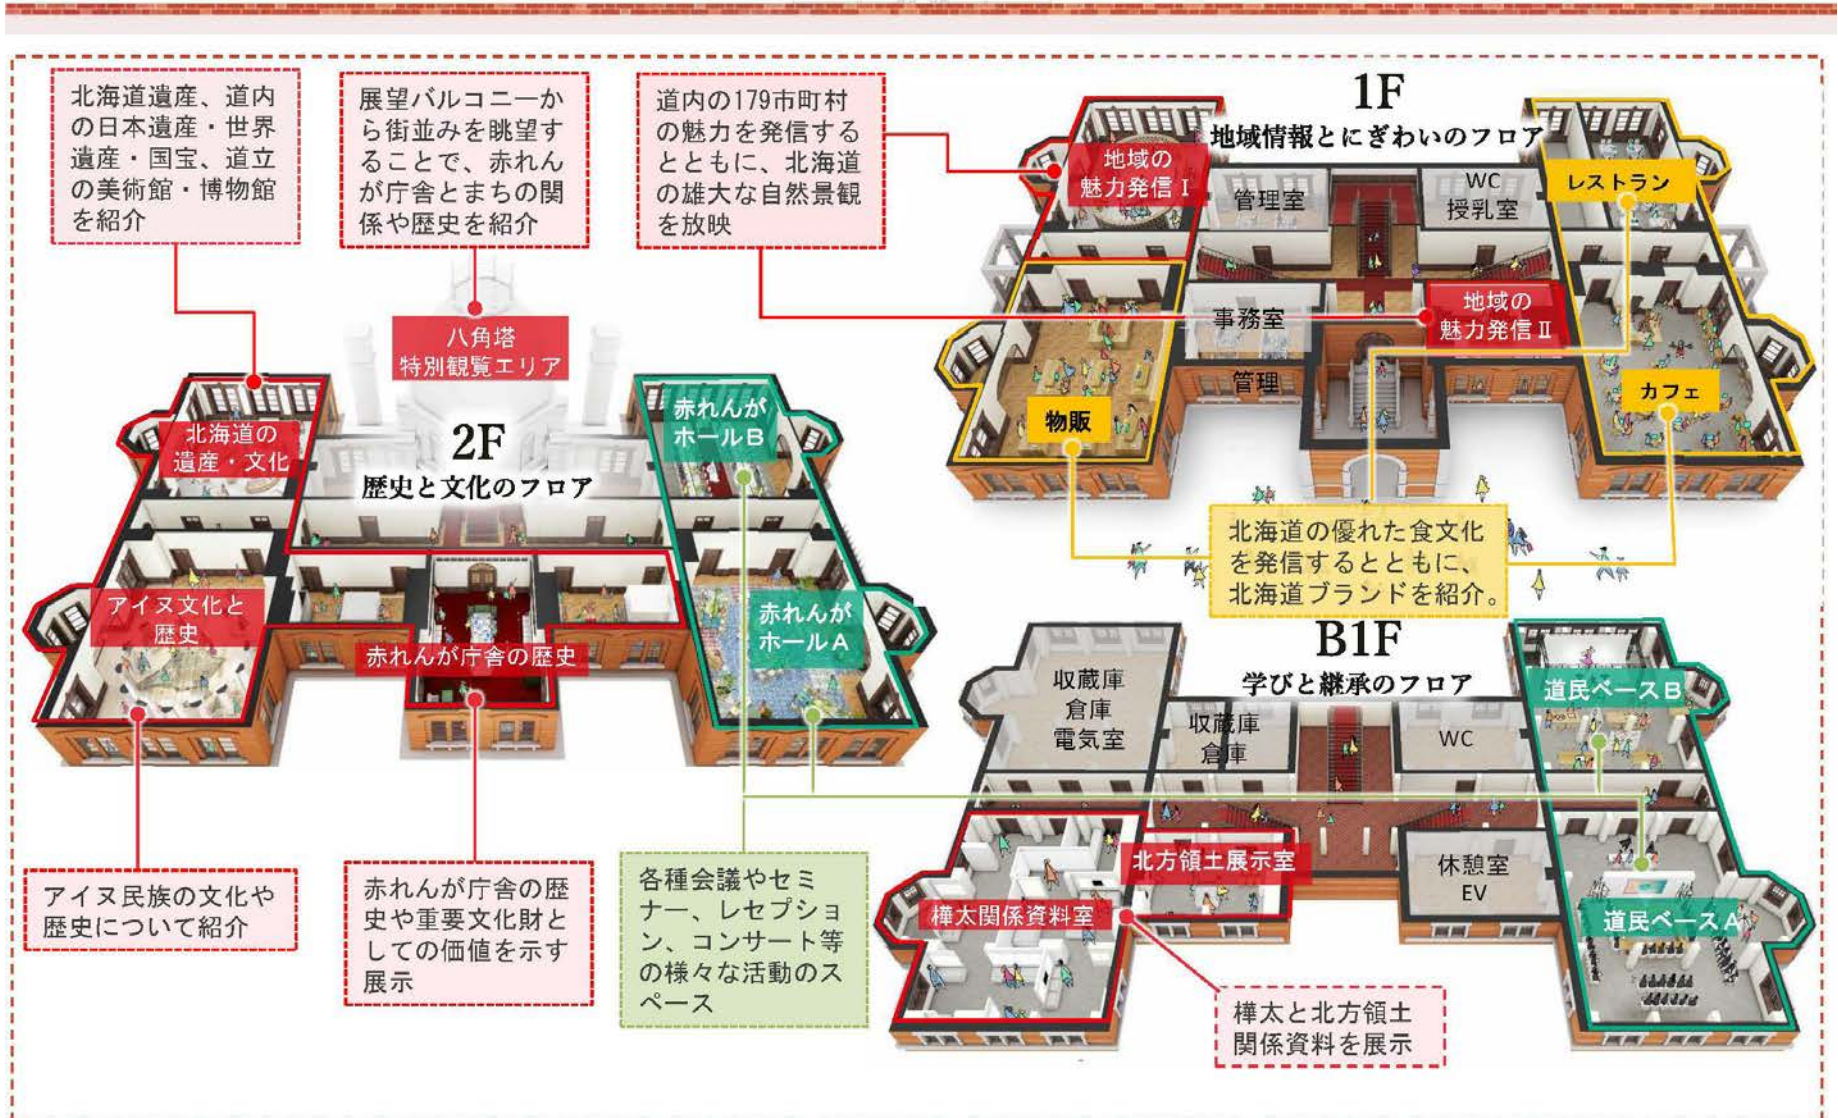 北海道遺産、道内
の日本遺産・世界
遺産・国宝、道立
の美術館・博物館
を紹介
展望バルコニーか
ら街並みを眺望す
ることで、赤れん
が庁舎とまちの関
係や歴史を紹介
道内の179市町村
の魅力を発信する
とともに、北海道
の雄大な自然景観
を放映
八角塔
特別観覧エリア
2F
歴史と文化のフロア
北海道の
遺産・文化
赤れんが
ホールB
アイヌ文化と
歴史
赤れんが庁舎の歴史
赤れんが
ホールA
アイヌ民族の文化や
歴史について紹介
赤れんが庁舎の歴
史や重要文化財と
しての価値を示す
展示
各種会議やセミ
ナー、レセプショ
ン、コンサート等
の様々な活動のス
ペース
1F
地域情報とにぎわいのフロア
地域の
魅力発信Ⅰ
管理室
WC
授乳室
レストラン
事務室
地域の
魅力発信Ⅱ
管理
物販
カフェ
北海道の優れた食文化
を発信するとともに、
北海道ブランドを紹介。
B1F
学びと継承のフロア
収蔵庫
倉庫
電気室
収蔵庫
倉庫
WC
道民ベースB
北方領土展示室
休憩室
EV
樺太関係資料室
道民ベースA
樺太と北方領土
関係資料を展示